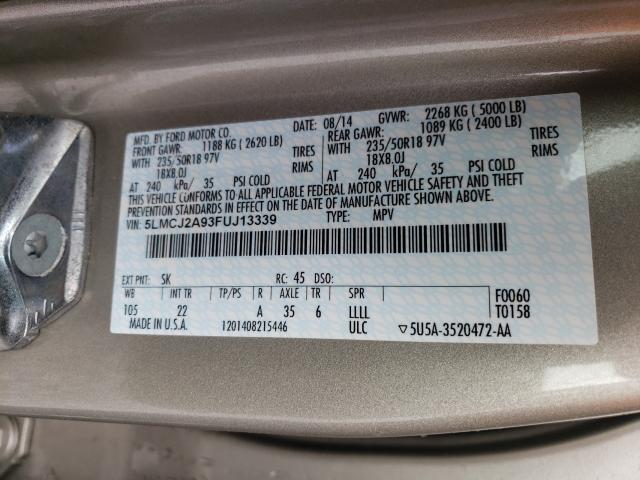 MFD. BY FORD MOTOR CO. DATE: 08/14 GVWR: 2268 KG ( 5000 LB)
FRONT GAWR: 1188 KG ( 2620 LB) REAR GAWR: 1089 KG ( 2400 LB)
WITH 235/50R18 97V TIRES WITH 235/50R18 97V TIRES
18X8.0J RIMS 18X8.0J RIMS
AT 240 kPa/ 35 PSI COLD AT 240 kPa/ 35 PSI COLD
THIS VEHICLE CONFORMS TO ALL APPLICABLE FEDERAL MOTOR VEHICLE SAFETY AND THEFT
PREVENTION STANDARDS IN EFFECT ON THE DATE OF MANUFACTURE SHOWN ABOVE.
VIN: 5LMCJ2A93FUJ13339 TYPE: MPV
EXT PNT: SK RC: 45 DSO:
WB INT TR TP/PS R AXLE TR SPR F0060
105 22 A 35 6 LLLL T0158
MADE IN U.S.A. 1201408215446 ULC ▽5U5A-3520472-AA